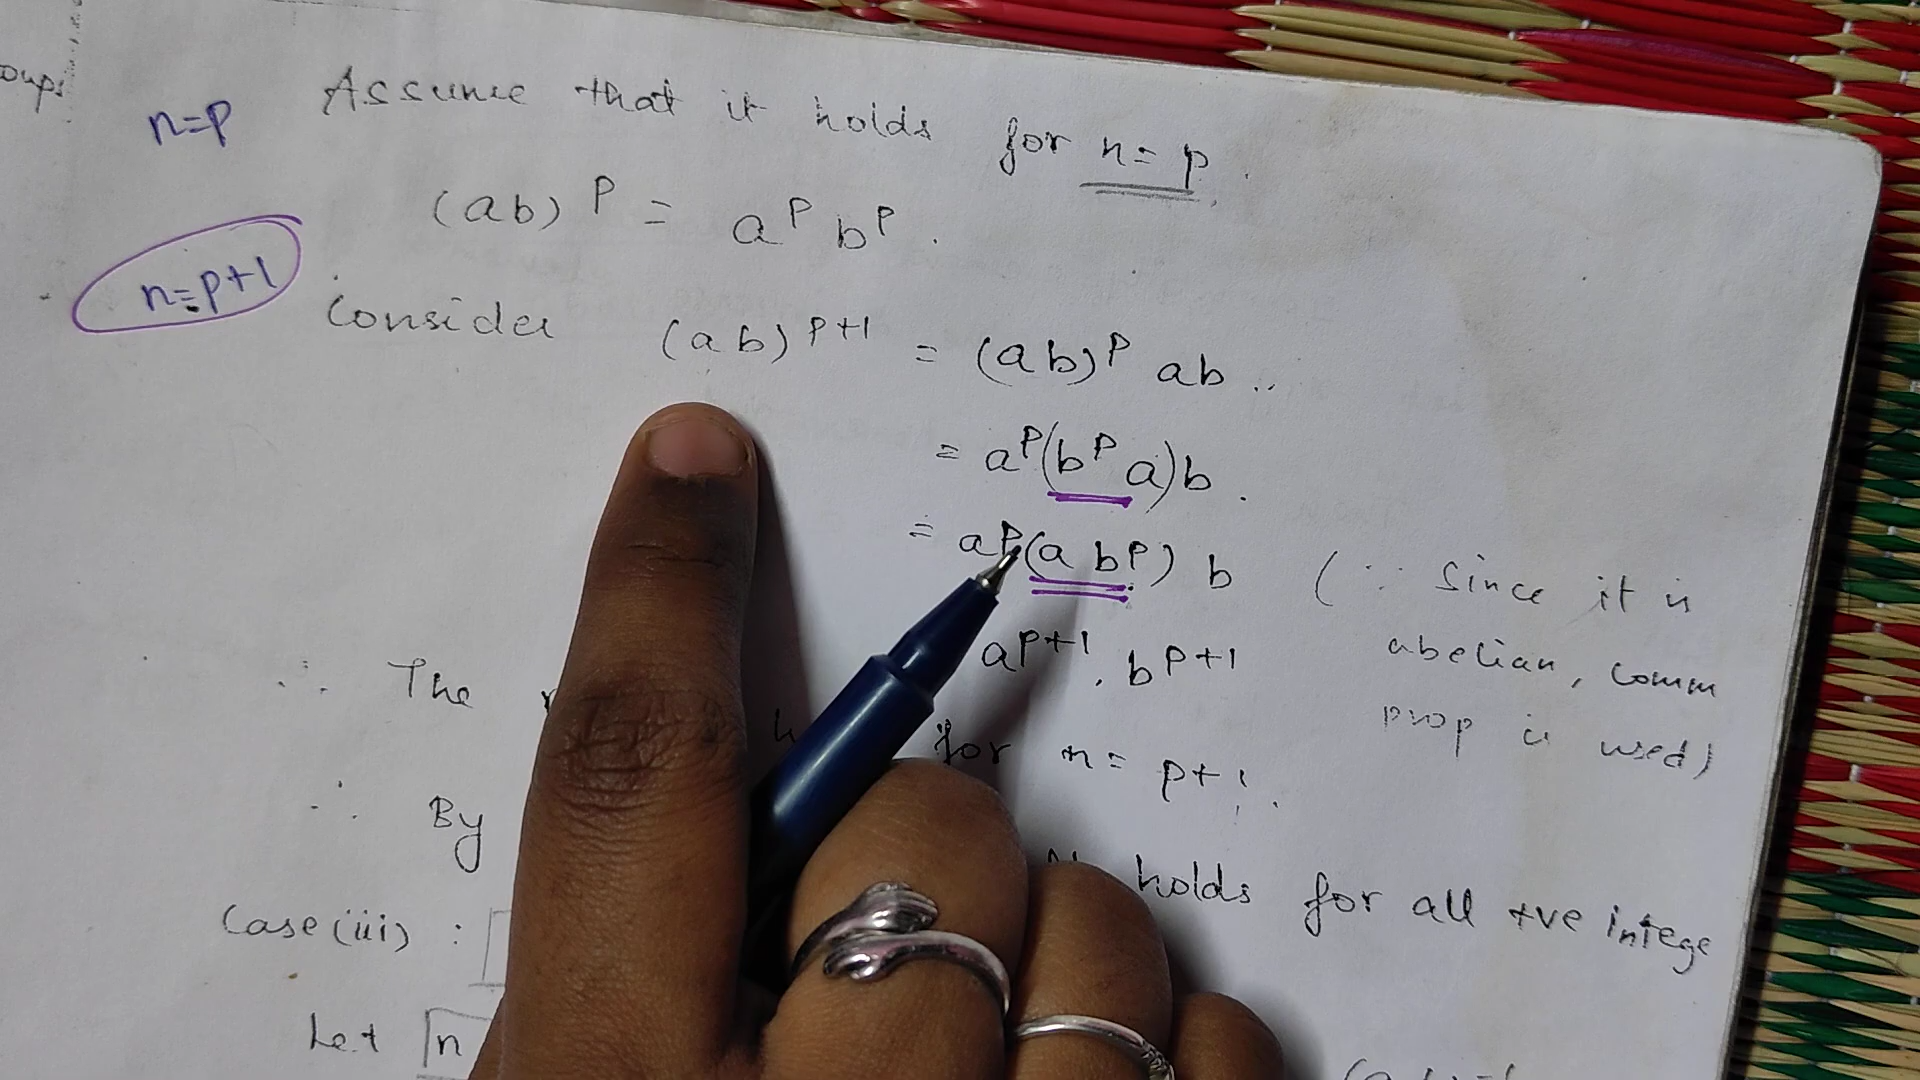 n=p Assume that it holds for n = p.
(ab)^p = a^p b^p.
n=p+1 Consider (ab)^{p+1} = (ab)^p ab ..
= a^p(b^p a)b.
= a^p(a b^p) b (∵ since it is
a^{p+1}. b^{p+1} abelian, comm
prop is used)
∴ The for n = p+1.
∴ By holds for all +ve intege
Case (iii) :
Let n